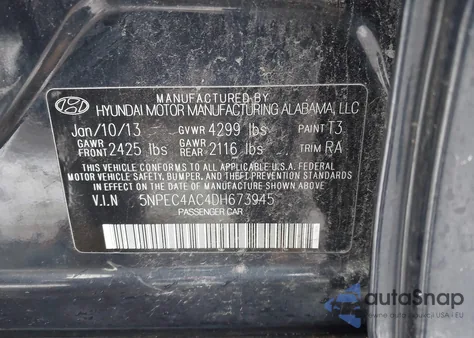 MANUFACTURED BY
HYUNDAI MOTOR MANUFACTURING ALABAMA, LLC
Jan/10/13 GVWR 4299 lbs PAINT T3
GAWR FRONT 2425 lbs GAWR REAR 2116 lbs TRIM RA
THIS VEHICLE CONFORMS TO ALL APPLICABLE U.S.A. FEDERAL
MOTOR VEHICLE SAFETY, BUMPER, AND THEFT PREVENTION STANDARDS
IN EFFECT ON THE DATE OF MANUFACTURE SHOWN ABOVE.
V.I.N 5NPEC4AC4DH673945
PASSENGER CAR
autoSnap
USA i EU